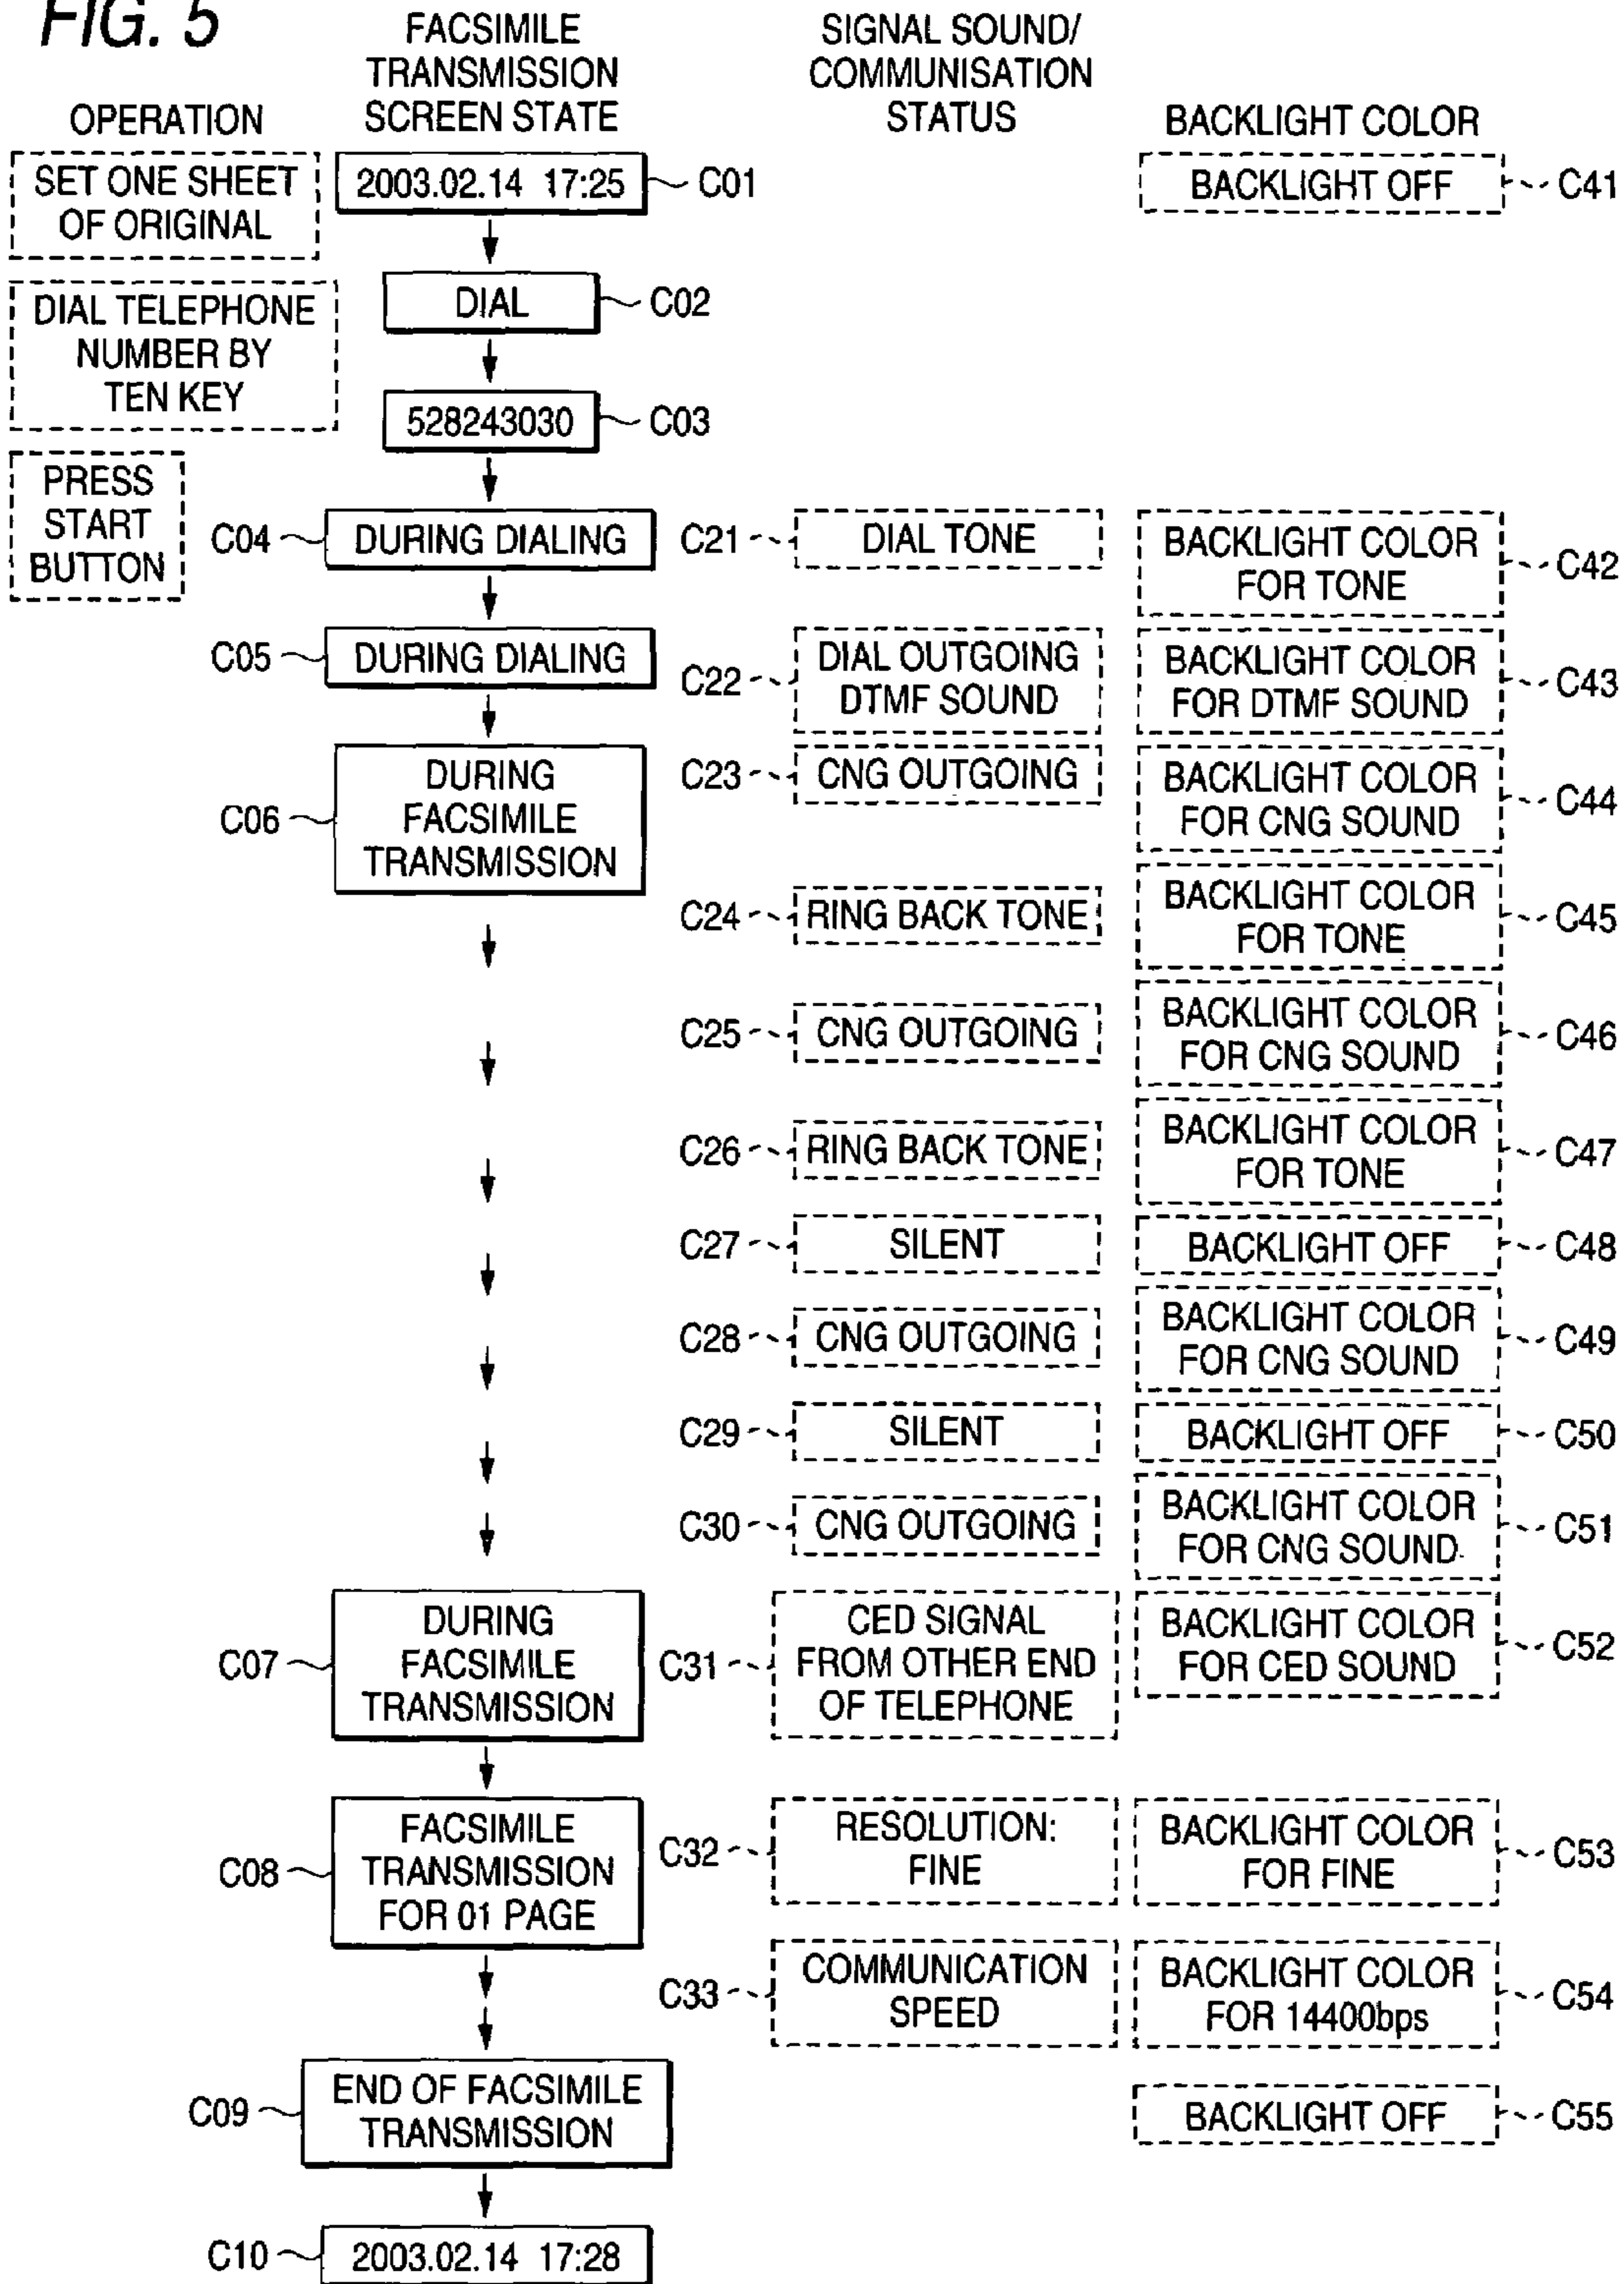 FIG. 5
FACSIMILE
TRANSMISSION
SCREEN STATE
SIGNAL SOUND/
COMMUNISATION
STATUS
OPERATION
BACKLIGHT COLOR
SET ONE SHEET
OF ORIGINAL
2003.02.14 17:25
C01
BACKLIGHT OFF
C41
DIAL TELEPHONE
NUMBER BY
TEN KEY
DIAL
C02
528243030
C03
PRESS
START
BUTTON
C04
DURING DIALING
C21
DIAL TONE
BACKLIGHT COLOR
FOR TONE
C42
C05
DURING DIALING
C22
DIAL OUTGOING
DTMF SOUND
BACKLIGHT COLOR
FOR DTMF SOUND
C43
C06
DURING
FACSIMILE
TRANSMISSION
C23
CNG OUTGOING
BACKLIGHT COLOR
FOR CNG SOUND
C44
C24
RING BACK TONE
BACKLIGHT COLOR
FOR TONE
C45
C25
CNG OUTGOING
BACKLIGHT COLOR
FOR CNG SOUND
C46
C26
RING BACK TONE
BACKLIGHT COLOR
FOR TONE
C47
C27
SILENT
BACKLIGHT OFF
C48
C28
CNG OUTGOING
BACKLIGHT COLOR
FOR CNG SOUND
C49
C29
SILENT
BACKLIGHT OFF
C50
C30
CNG OUTGOING
BACKLIGHT COLOR
FOR CNG SOUND
C51
C07
DURING
FACSIMILE
TRANSMISSION
C31
CED SIGNAL
FROM OTHER END
OF TELEPHONE
BACKLIGHT COLOR
FOR CED SOUND
C52
C08
FACSIMILE
TRANSMISSION
FOR 01 PAGE
C32
RESOLUTION:
FINE
BACKLIGHT COLOR
FOR FINE
C53
C33
COMMUNICATION
SPEED
BACKLIGHT COLOR
FOR 14400bps
C54
C09
END OF FACSIMILE
TRANSMISSION
BACKLIGHT OFF
C55
C10
2003.02.14 17:28